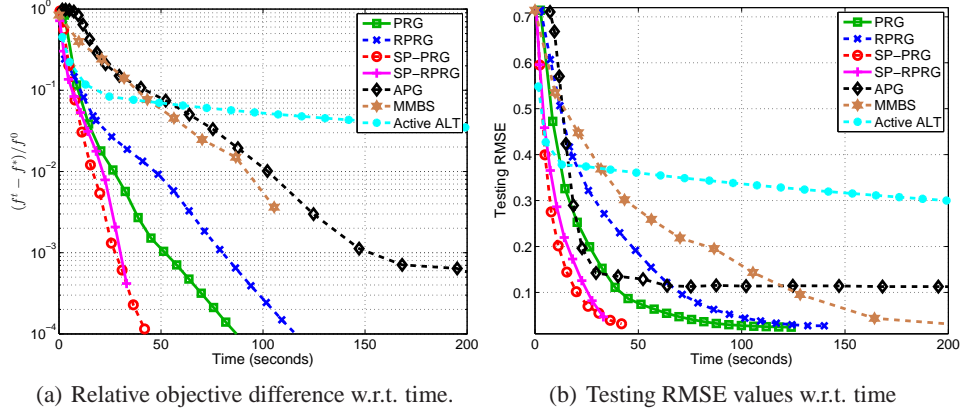 10^0
10^-1
10^-2
10^-3
10^-4
(f^t − f^*)/f^0
0
50
100
150
200
Time (seconds)
PRG
RPRG
SP−PRG
SP−RPRG
APG
MMBS
Active ALT
0.7
0.6
0.5
0.4
0.3
0.2
0.1
Testing RMSE
0
50
100
150
200
Time (seconds)
PRG
RPRG
SP−PRG
SP−RPRG
APG
MMBS
Active ALT
(a) Relative objective difference w.r.t. time.
(b) Testing RMSE values w.r.t. time